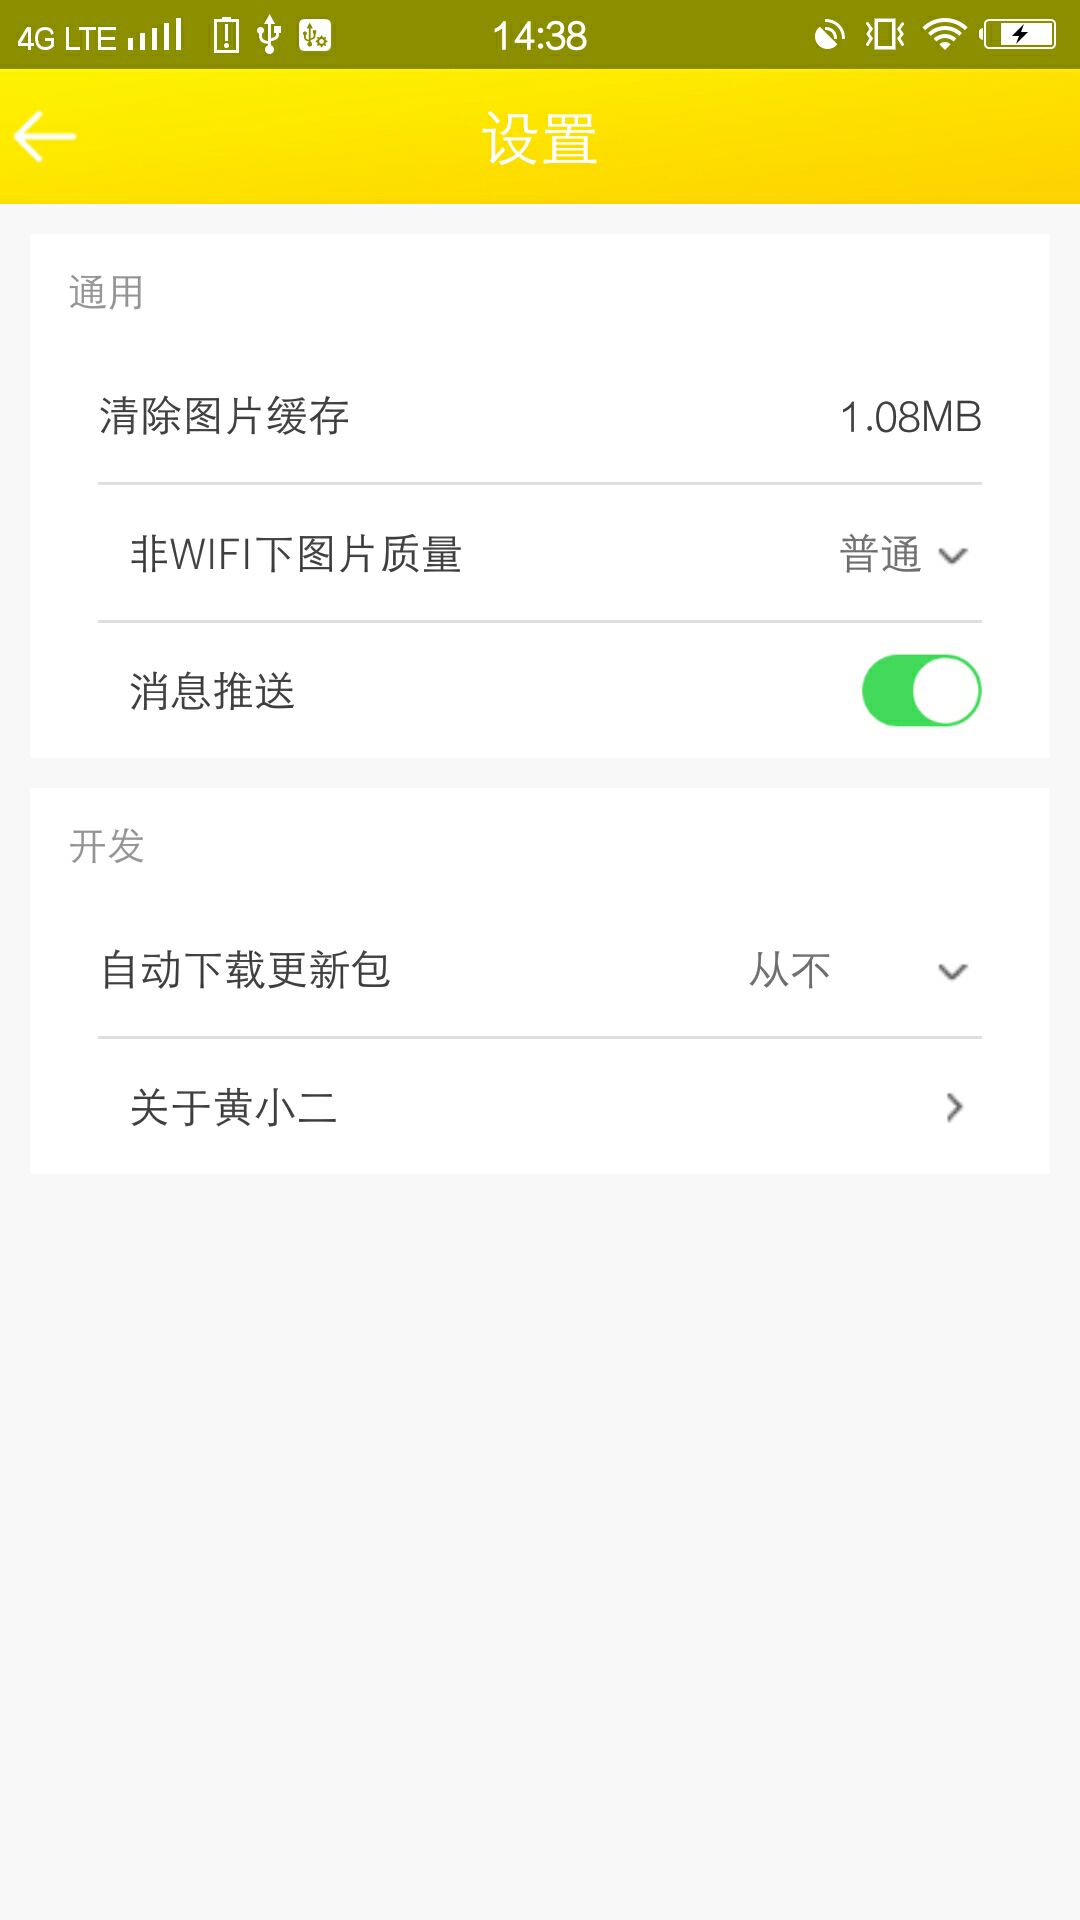 4G LTE 14:38
设置
通用
清除图片缓存 1.08MB
非WIFI下图片质量 普通
消息推送
开发
自动下载更新包 从不
关于黄小二